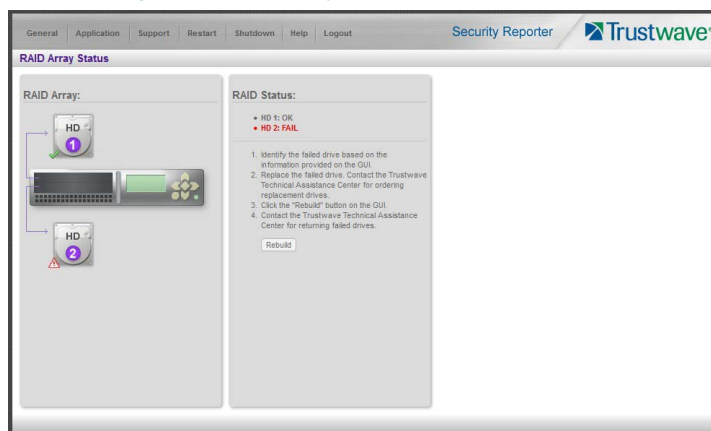 General Application Support Restart Shutdown Help Logout
Security Reporter
Trustwave®
RAID Array Status
RAID Array:
HD
1
HD
2
RAID Status:
• HD 1: OK
• HD 2: FAIL
1. Identify the failed drive based on the
information provided on the GUI.
2. Replace the failed drive. Contact the Trustwave
Technical Assistance Center for ordering
replacement drives.
3. Click the "Rebuild" button on the GUI.
4. Contact the Trustwave Technical Assistance
Center for returning failed drives.
Rebuild